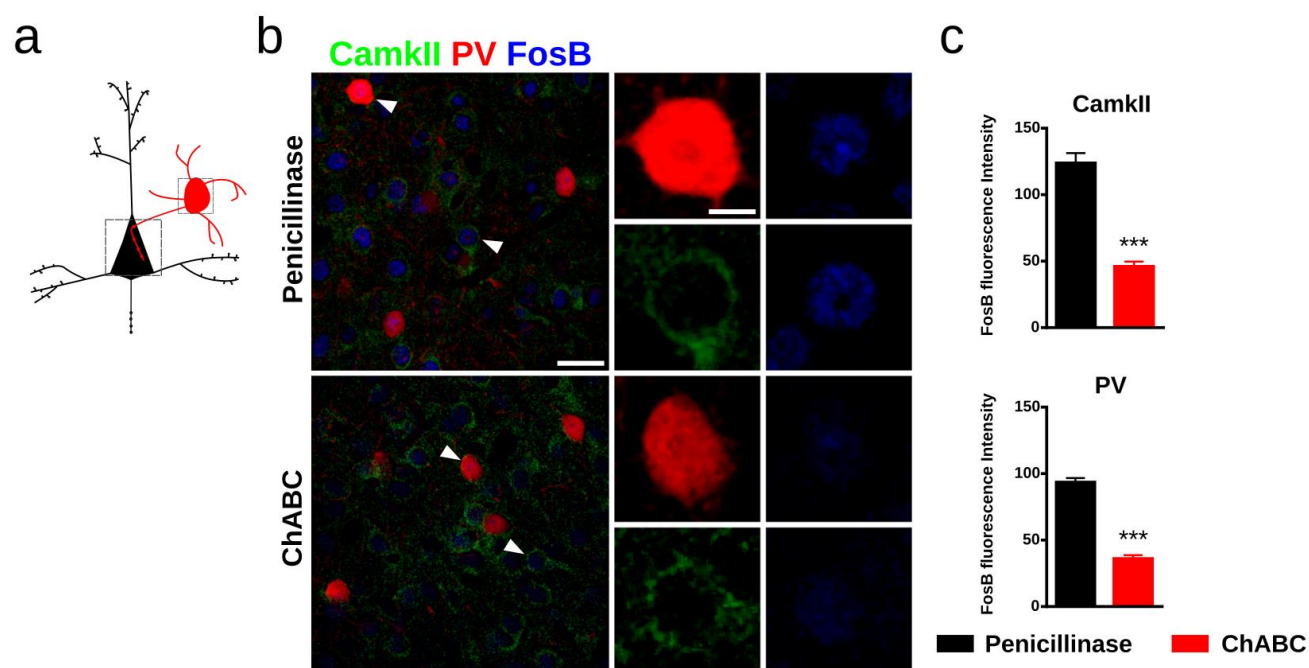 a
b
CamkII PV FosB
Penicillinase
ChABC
c
CamkII
FosB fluorescence Intensity
150
100
50
0
***
PV
FosB fluorescence Intensity
150
100
50
0
***
Penicillinase
ChABC